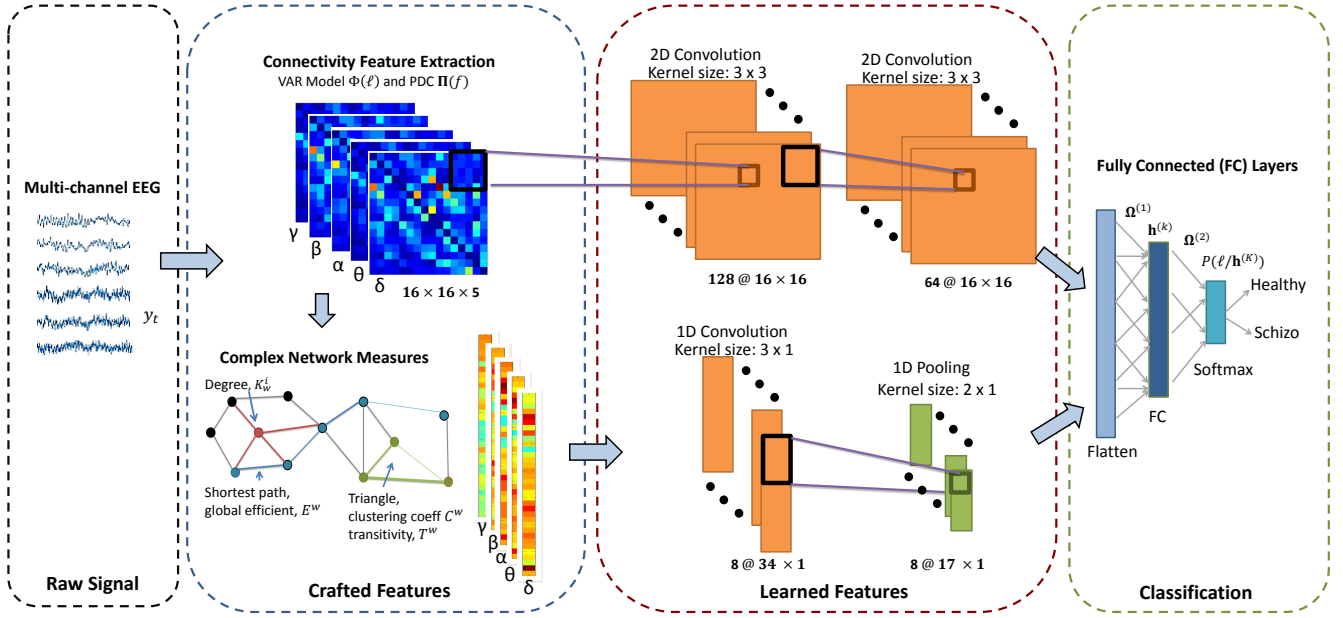 Multi-channel EEG
y_t
Raw Signal
Connectivity Feature Extraction
VAR Model Φ(ℓ) and PDC Π(f)
γ
β
α
θ
δ
16 × 16 × 5
Complex Network Measures
Degree, K_w^i
Shortest path,
global efficient, E^w
Triangle,
clustering coeff C^w
transitivity, T^w
γ
β
α
θ
δ
Crafted Features
2D Convolution
Kernel size: 3 x 3
128 @ 16 × 16
2D Convolution
Kernel size: 3 x 3
64 @ 16 × 16
1D Convolution
Kernel size: 3 x 1
8 @ 34 × 1
1D Pooling
Kernel size: 2 x 1
8 @ 17 × 1
Learned Features
Fully Connected (FC) Layers
Ω^(1)
h^(k)
Ω^(2)
P(ℓ/h^(K))
Healthy
Schizo
Softmax
FC
Flatten
Classification